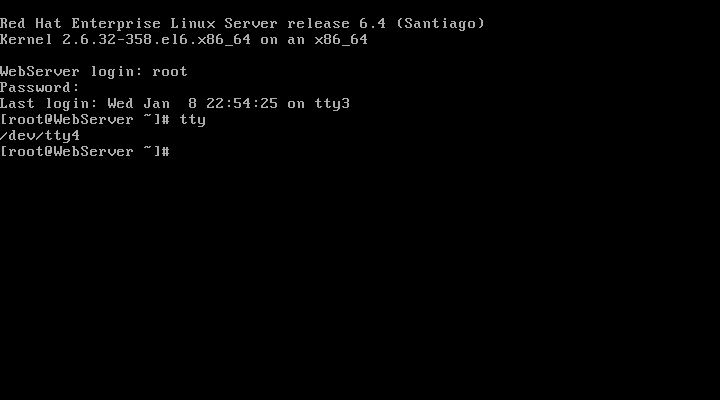 Red Hat Enterprise Linux Server release 6.4 (Santiago)
Kernel 2.6.32-358.el6.x86_64 on an x86_64
WebServer login: root
Password:
Last login: Wed Jan  8 22:54:25 on tty3
[root@WebServer ~]# tty
/dev/tty4
[root@WebServer ~]#